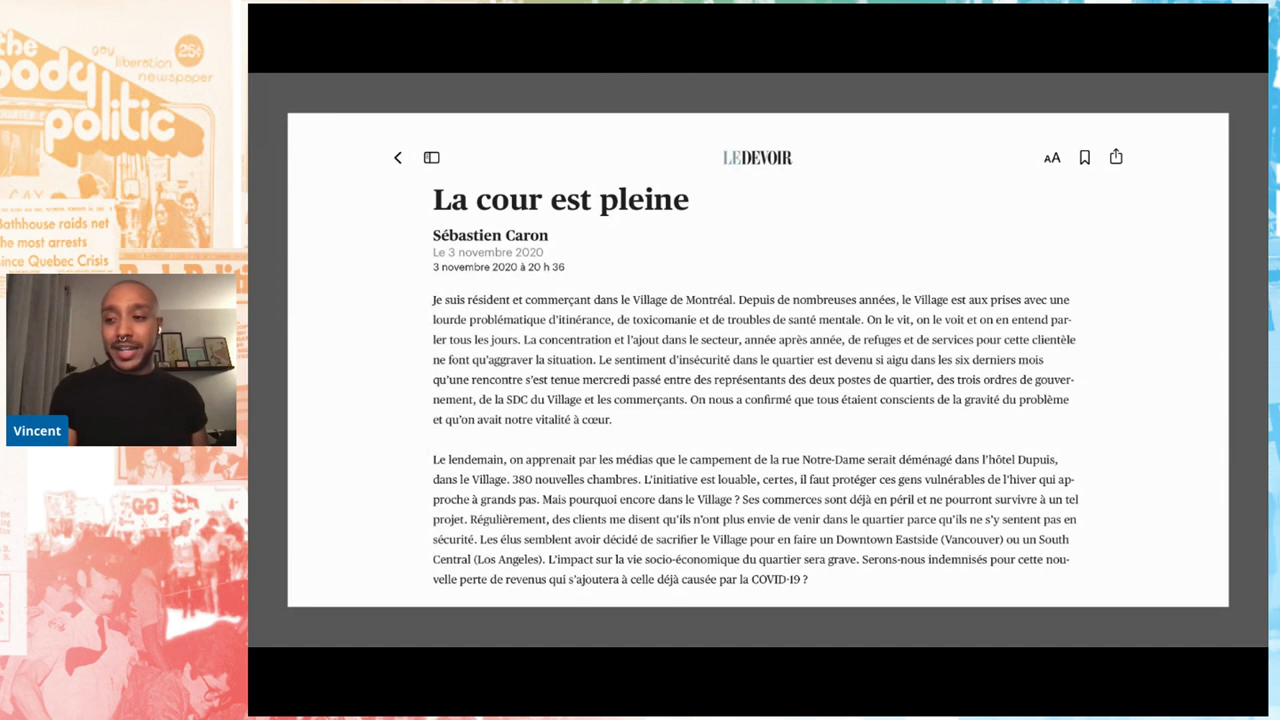 the
body
politic
gay
liberation
newspaper
25¢
GAY
Bathhouse raids net
the most arrests
since Quebec Crisis
Vincent
LE DEVOIR
AA
La cour est pleine
Sébastien Caron
Le 3 novembre 2020
3 novembre 2020 à 20 h 36
Je suis résident et commerçant dans le Village de Montréal. Depuis de nombreuses années, le Village est aux prises avec une
lourde problématique d'itinérance, de toxicomanie et de troubles de santé mentale. On le vit, on le voit et on en entend par-
ler tous les jours. La concentration et l'ajout dans le secteur, année après année, de refuges et de services pour cette clientèle
ne font qu'aggraver la situation. Le sentiment d'insécurité dans le quartier est devenu si aigu dans les six derniers mois
qu'une rencontre s'est tenue mercredi passé entre des représentants des deux postes de quartier, des trois ordres de gouver-
nement, de la SDC du Village et les commerçants. On nous a confirmé que tous étaient conscients de la gravité du problème
et qu'on avait notre vitalité à cœur.
Le lendemain, on apprenait par les médias que le campement de la rue Notre-Dame serait déménagé dans l'hôtel Dupuis,
dans le Village. 380 nouvelles chambres. L'initiative est louable, certes, il faut protéger ces gens vulnérables de l'hiver qui ap-
proche à grands pas. Mais pourquoi encore dans le Village ? Ses commerces sont déjà en péril et ne pourront survivre à un tel
projet. Régulièrement, des clients me disent qu'ils n'ont plus envie de venir dans le quartier parce qu'ils ne s'y sentent pas en
sécurité. Les élus semblent avoir décidé de sacrifier le Village pour en faire un Downtown Eastside (Vancouver) ou un South
Central (Los Angeles). L'impact sur la vie socio-économique du quartier sera grave. Serons-nous indemnisés pour cette nou-
velle perte de revenus qui s'ajoutera à celle déjà causée par la COVID-19 ?